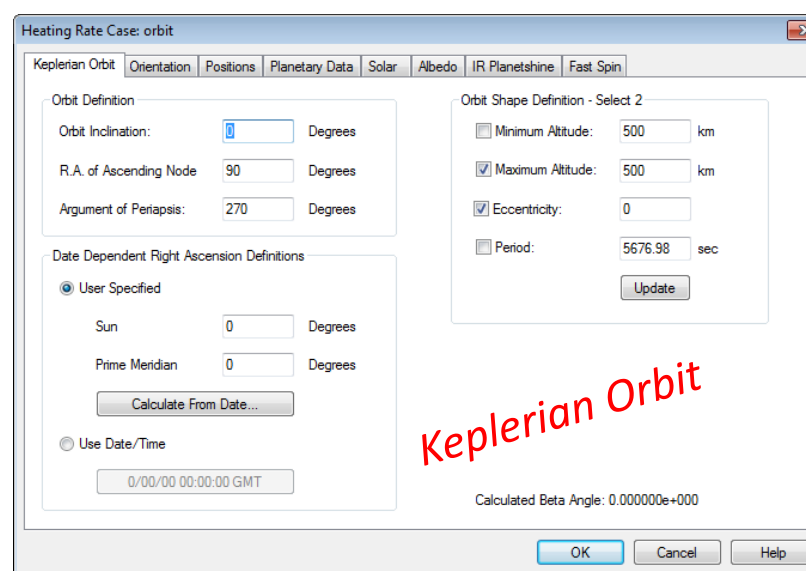 Heating Rate Case: orbit
Keplerian Orbit Orientation Positions Planetary Data Solar Albedo IR Planetshine Fast Spin
Orbit Definition
Orbit Inclination: 0 Degrees
R.A. of Ascending Node 90 Degrees
Argument of Periapsis: 270 Degrees
Date Dependent Right Ascension Definitions
User Specified
Sun 0 Degrees
Prime Meridian 0 Degrees
Calculate From Date...
Use Date/Time
0/00/00 00:00:00 GMT
Orbit Shape Definition - Select 2
Minimum Altitude: 500 km
Maximum Altitude: 500 km
Eccentricity: 0
Period: 5676.98 sec
Update
Keplerian Orbit
Calculated Beta Angle: 0.000000e+000
OK Cancel Help